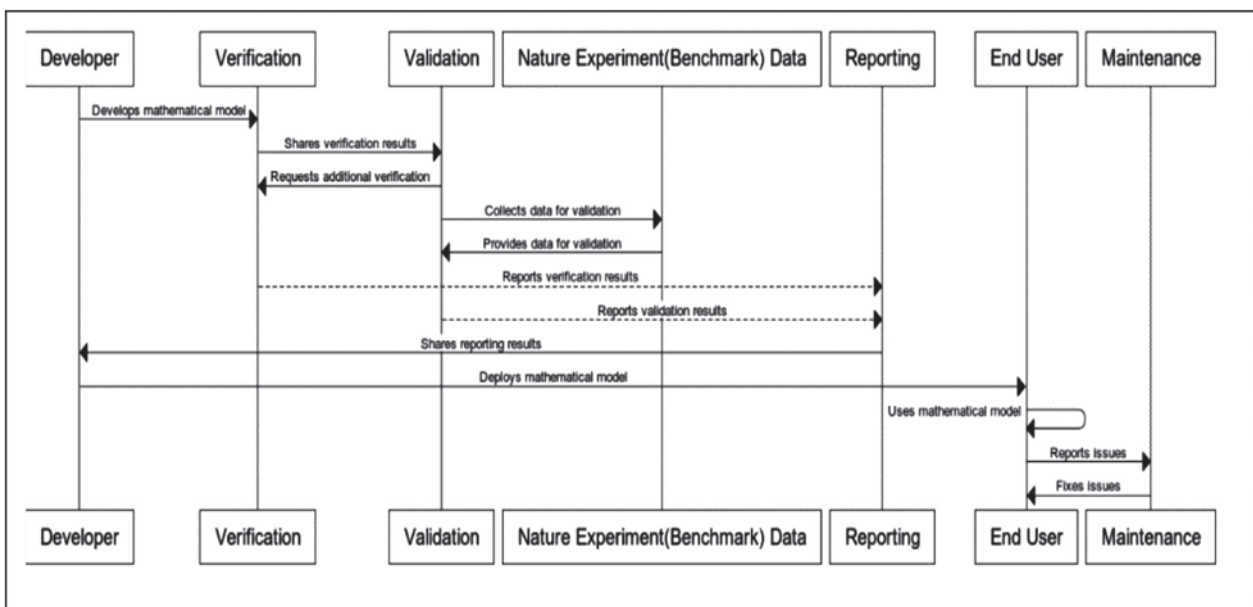 Developer
Verification
Validation
Nature Experiment(Benchmark) Data
Reporting
End User
Maintenance
Develops mathematical model
Shares verification results
Requests additional verification
Collects data for validation
Provides data for validation
Reports verification results
Reports validation results
Shares reporting results
Deploys mathematical model
Uses mathematical model
Reports issues
Fixes issues
Developer
Verification
Validation
Nature Experiment(Benchmark) Data
Reporting
End User
Maintenance